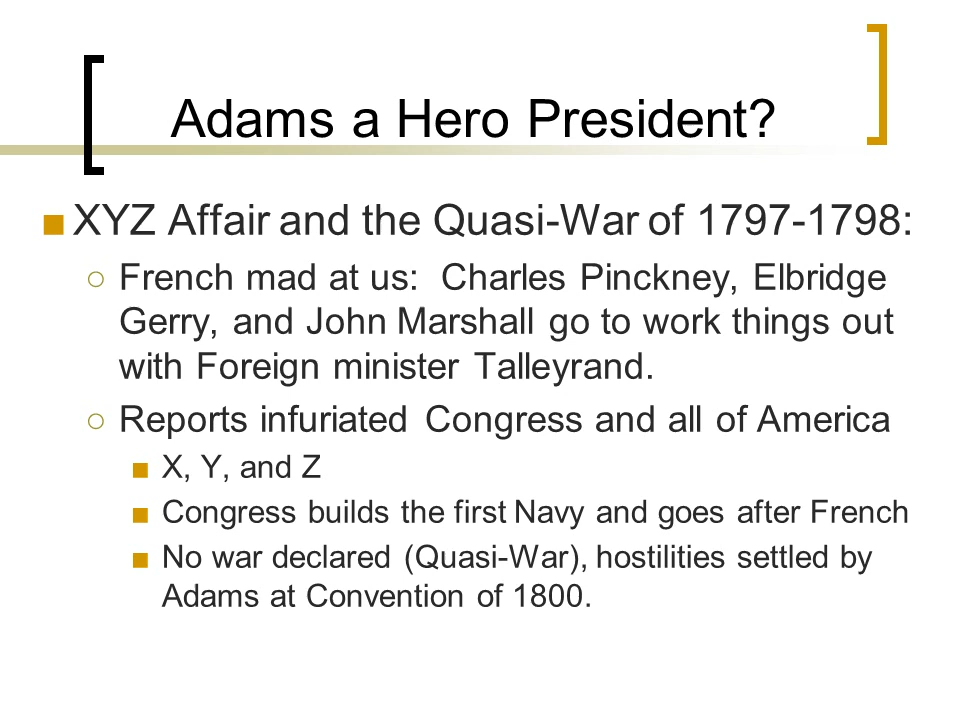 Adams a Hero President?
■ XYZ Affair and the Quasi-War of 1797-1798:
○ French mad at us:  Charles Pinckney, Elbridge
Gerry, and John Marshall go to work things out
with Foreign minister Talleyrand.
○ Reports infuriated Congress and all of America
■ X, Y, and Z
■ Congress builds the first Navy and goes after French
■ No war declared (Quasi-War), hostilities settled by
Adams at Convention of 1800.